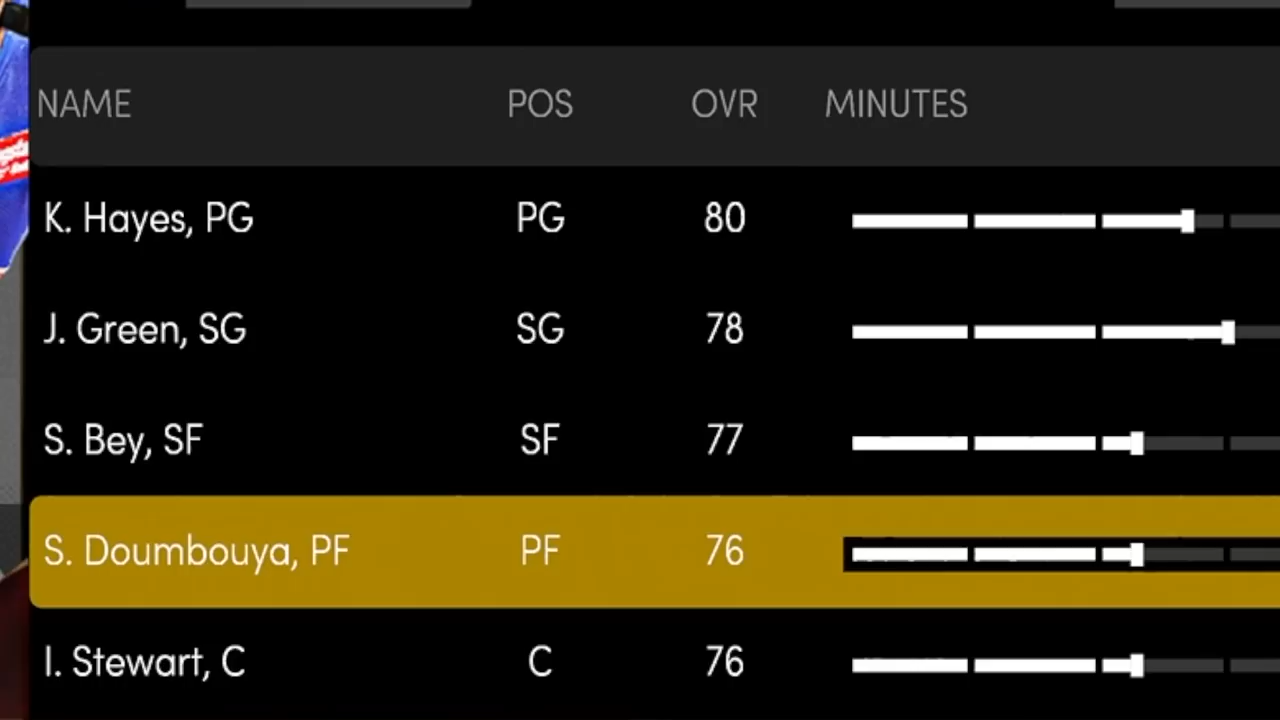 NAME POS OVR MINUTES
K. Hayes, PG PG 80
J. Green, SG SG 78
S. Bey, SF SF 77
S. Doumbouya, PF PF 76
I. Stewart, C C 76